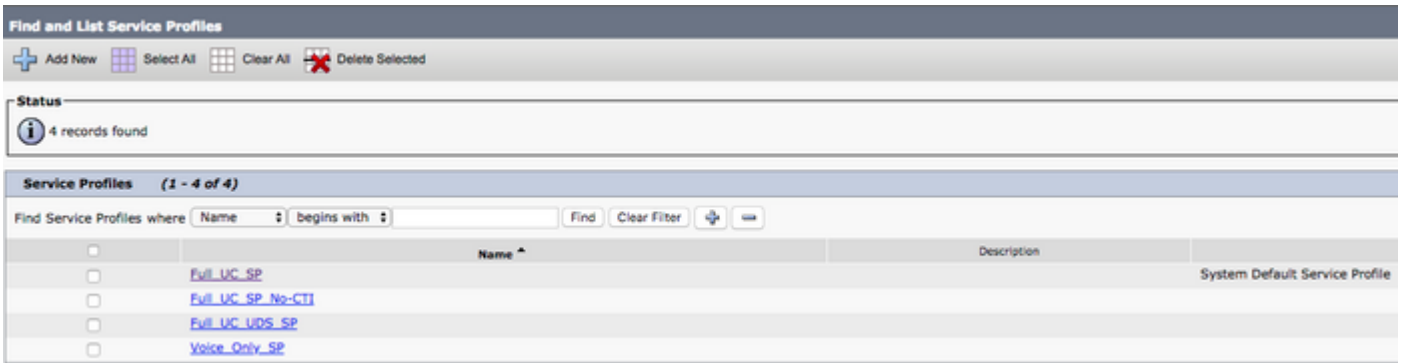 Find and List Service Profiles
Add New Select All Clear All Delete Selected
Status
4 records found
Service Profiles (1 - 4 of 4)
Find Service Profiles where Name begins with Find Clear Filter
Name Description
Full_UC_SP System Default Service Profile
Full_UC_SP_No-CTI
Full_UC_UDS_SP
Voice_Only_SP